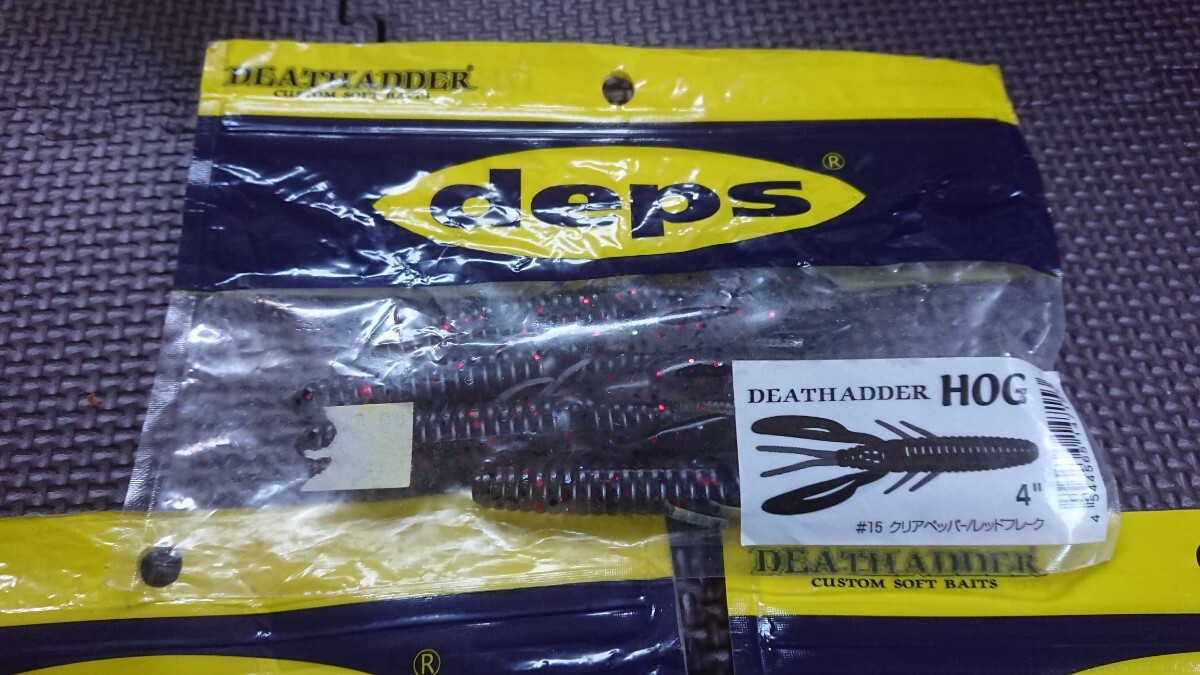 DEATHADDER®
CUSTOM SOFT BAITS
deps®
DEATHADDER HOG
4"
#15 クリアペッパー/レッドフレーク
DEATHADDER
CUSTOM SOFT BAITS
®